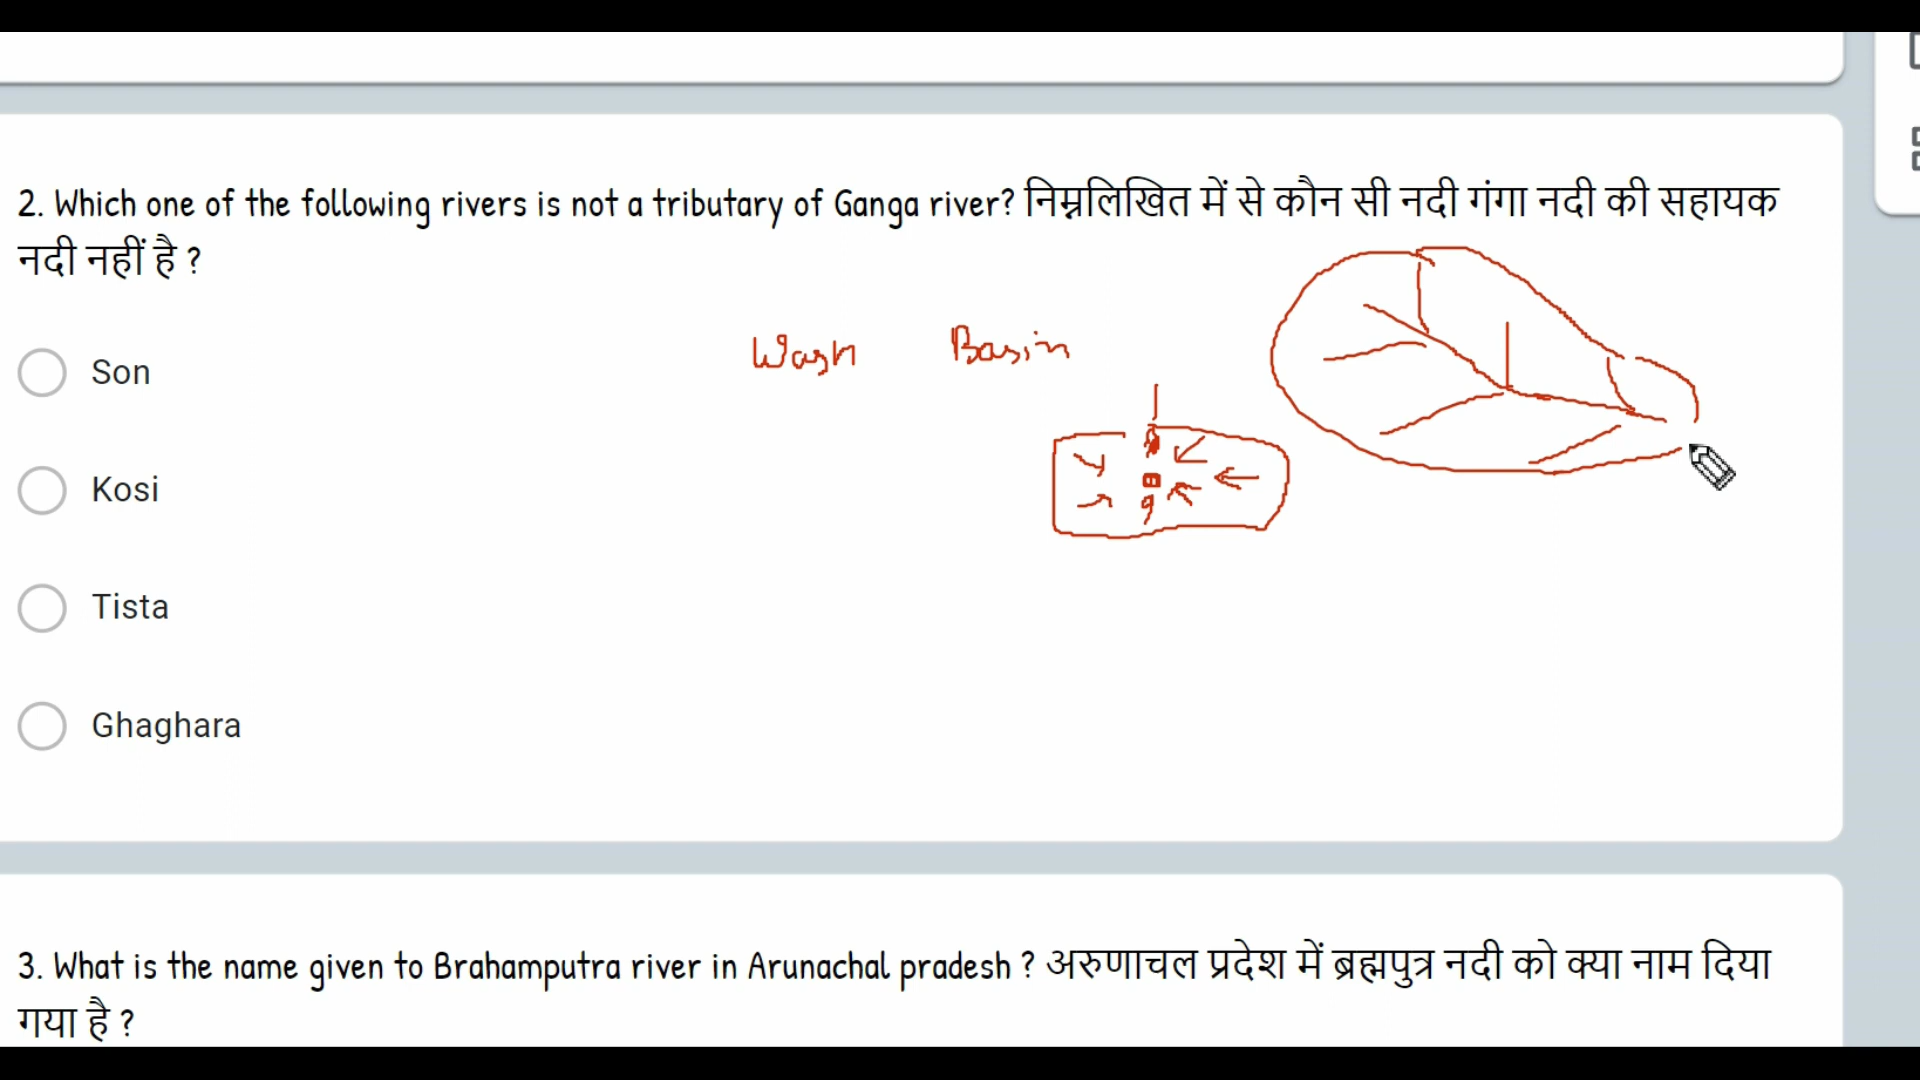 2. Which one of the following rivers is not a tributary of Ganga river? निम्नलिखित में से कौन सी नदी गंगा नदी की सहायक
नदी नहीं है ?
Wash Basin
Son
Kosi
Tista
Ghaghara
3. What is the name given to Brahamputra river in Arunachal pradesh ? अरुणाचल प्रदेश में ब्रह्मपुत्र नदी को क्या नाम दिया
गया है ?